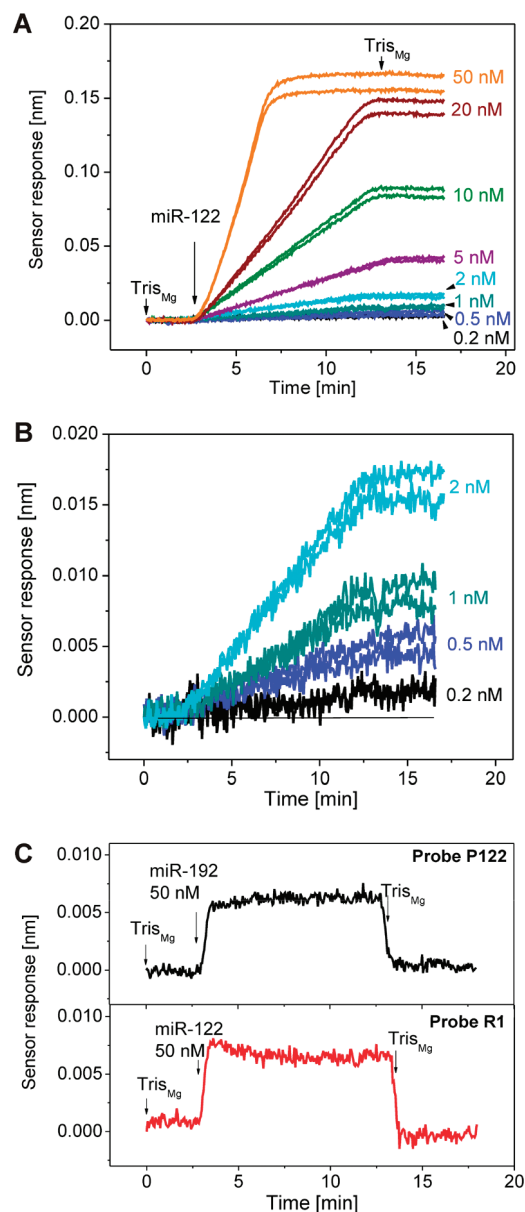 A
0.20
0.15
0.10
0.05
0.00
Sensor response [nm]
Tris_Mg
miR-122
Tris_Mg
50 nM
20 nM
10 nM
5 nM
2 nM
1 nM
0.5 nM
0.2 nM
0 5 10 15 20
Time [min]
B
0.020
0.015
0.010
0.005
0.000
Sensor response [nm]
2 nM
1 nM
0.5 nM
0.2 nM
0 5 10 15 20
Time [min]
C
0.010
0.005
0.000
Probe P122
miR-192
50 nM
Tris_Mg
Tris_Mg
Sensor response [nm]
0.010
0.005
0.000
Probe R1
miR-122
50 nM
Tris_Mg
Tris_Mg
0 5 10 15 20
Time [min]